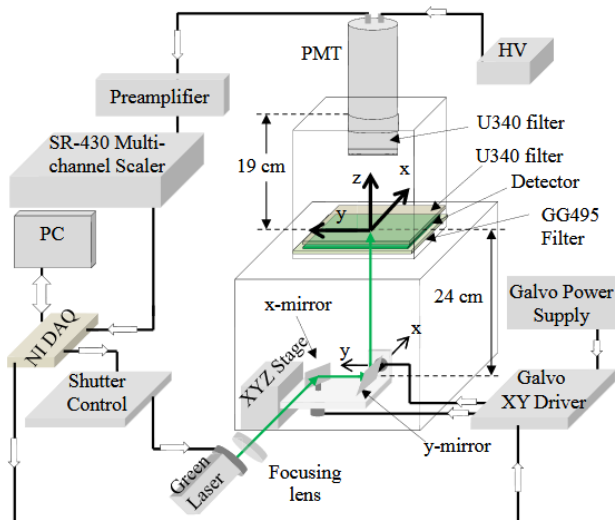 PMT
HV
Preamplifier
SR-430 Multi-
channel Scaler
19 cm
U340 filter
U340 filter
Detector
GG495
Filter
z
x
y
PC
24 cm
x-mirror
Galvo Power
Supply
NI DAQ
XYZ Stage
y
x
Shutter
Control
Galvo
XY Driver
y-mirror
Green
Laser
Focusing
lens